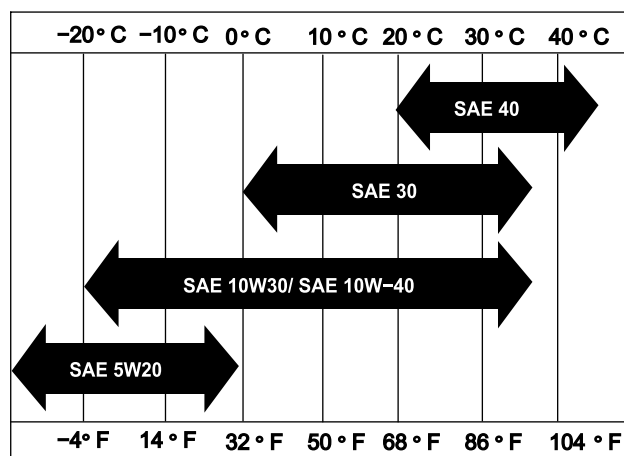 −20° C −10° C 0° C 10° C 20° C 30° C 40° C
SAE 40
SAE 30
SAE 10W30/ SAE 10W−40
SAE 5W20
−4° F 14° F 32° F 50° F 68° F 86° F 104° F